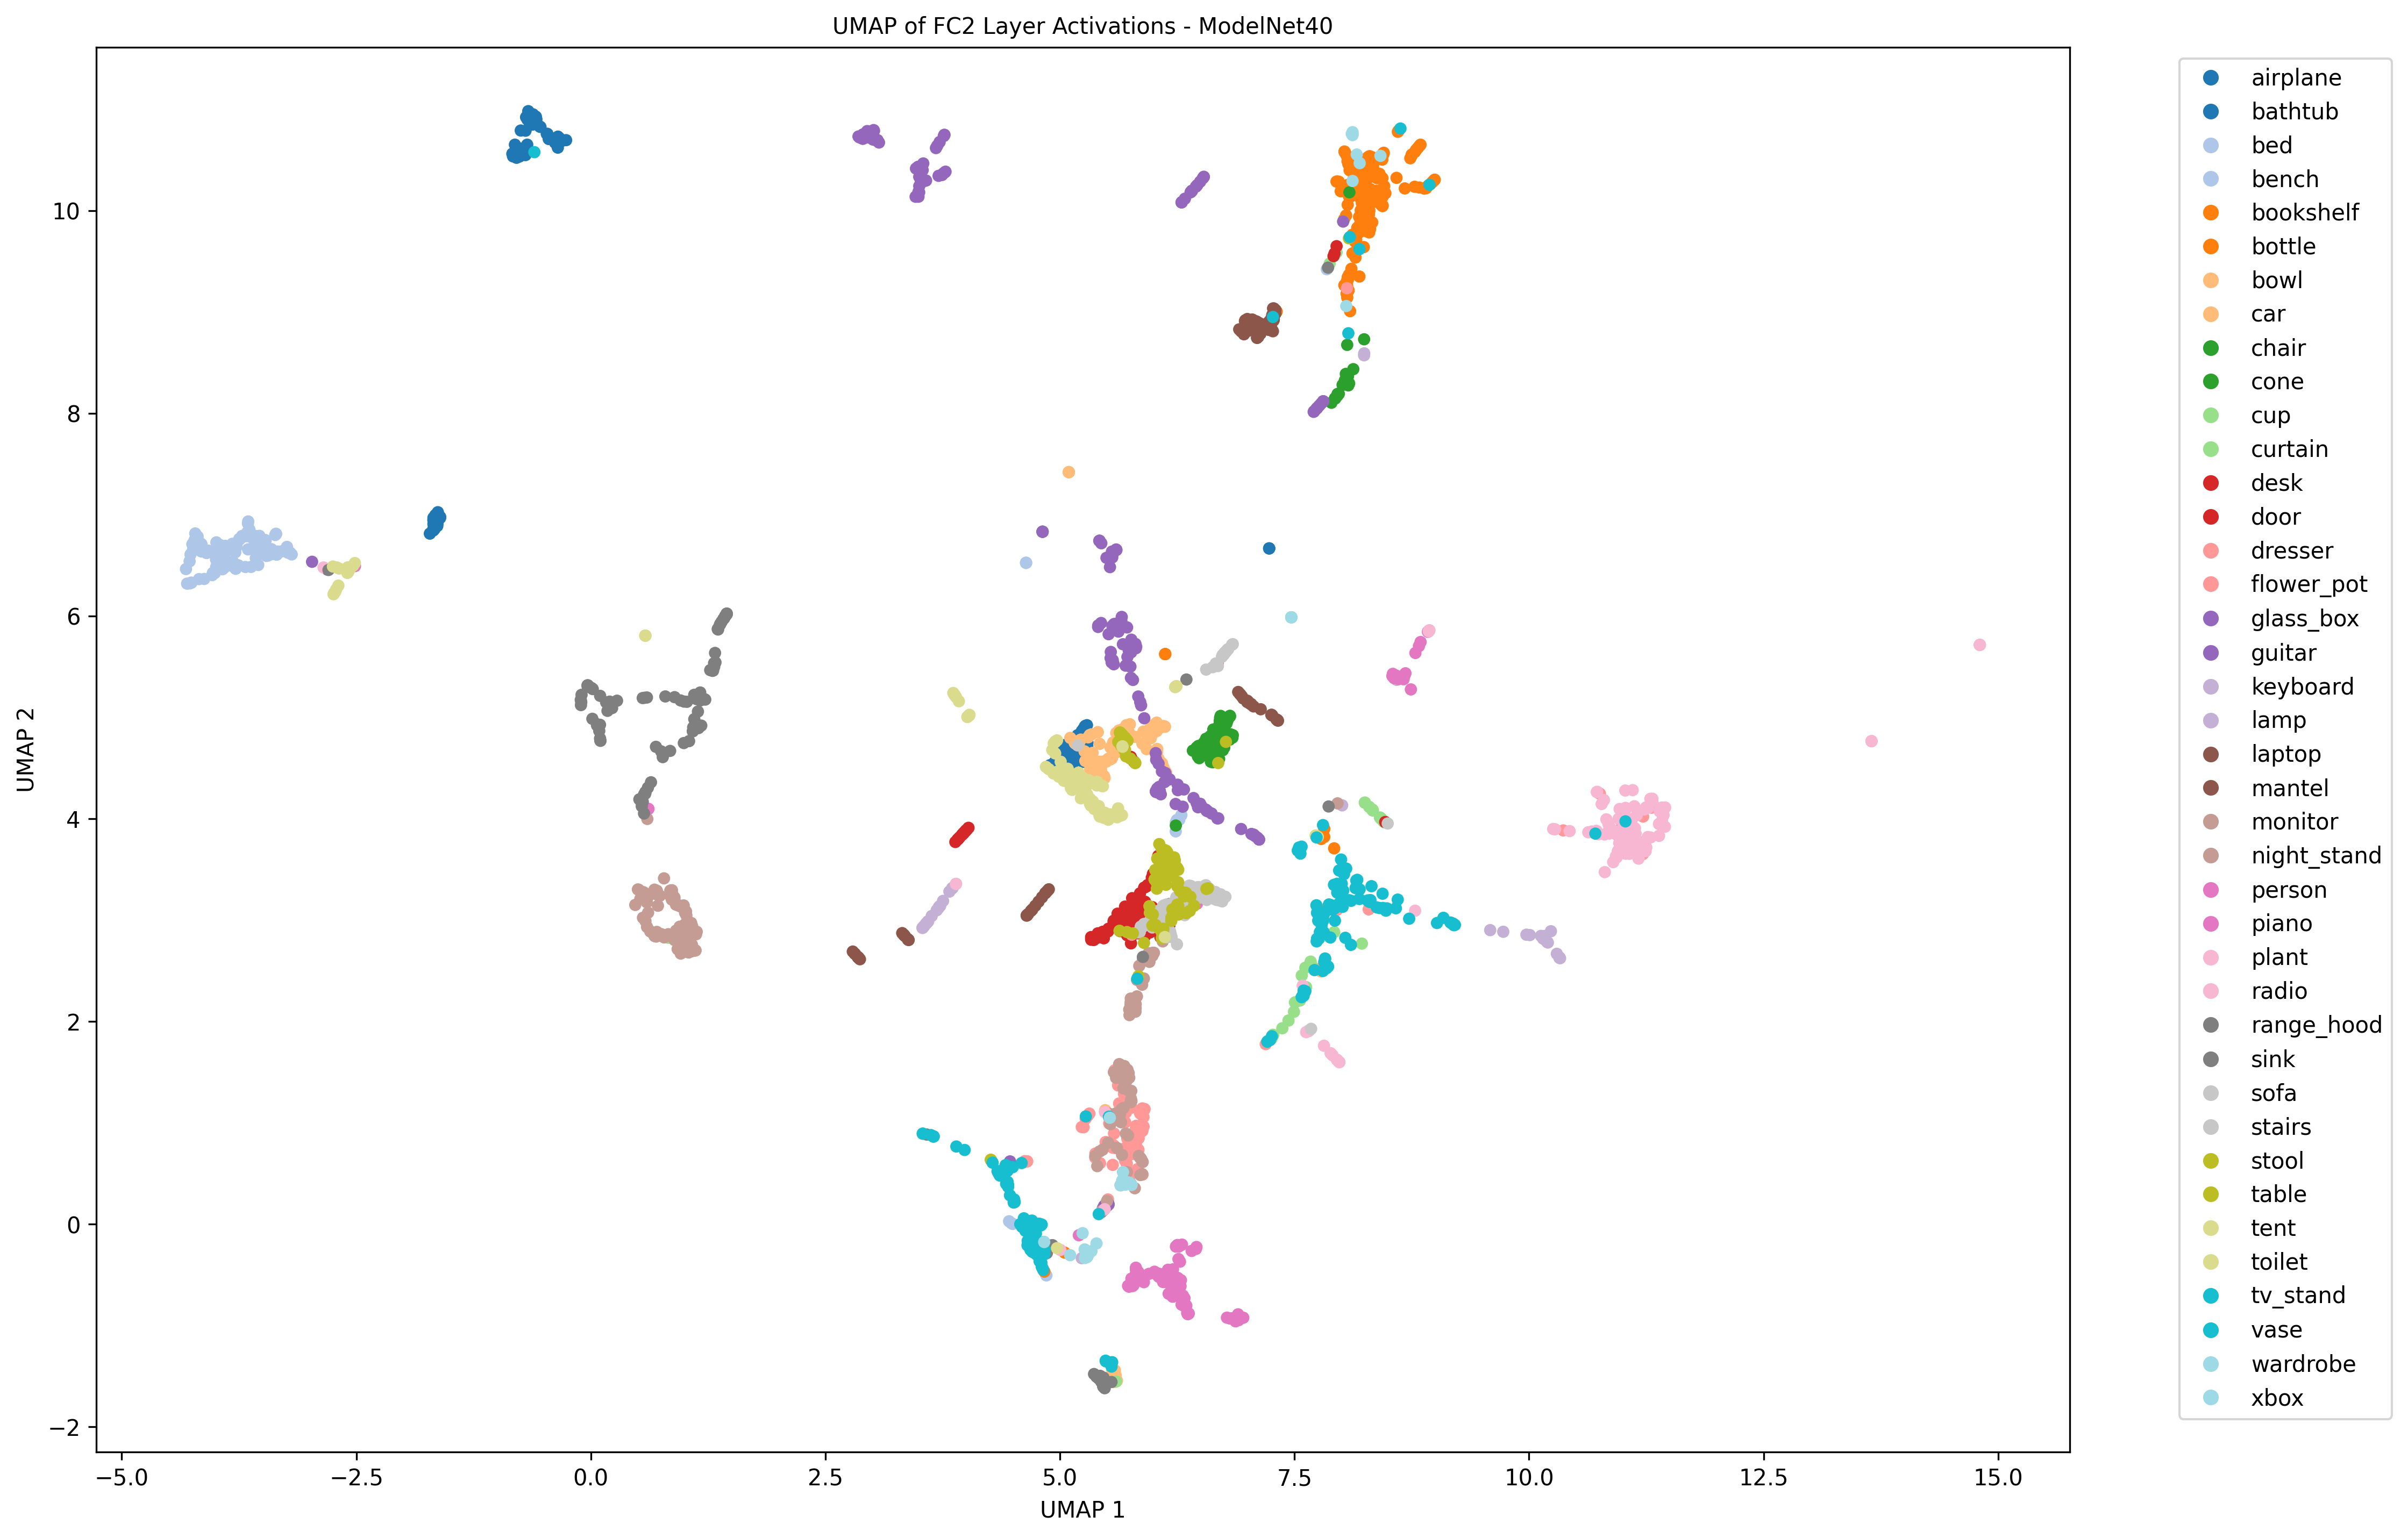 UMAP of FC2 Layer Activations - ModelNet40
UMAP 2
10
8
6
4
2
0
−2
−5.0
−2.5
0.0
2.5
5.0
7.5
10.0
12.5
15.0
UMAP 1
airplane
bathtub
bed
bench
bookshelf
bottle
bowl
car
chair
cone
cup
curtain
desk
door
dresser
flower_pot
glass_box
guitar
keyboard
lamp
laptop
mantel
monitor
night_stand
person
piano
plant
radio
range_hood
sink
sofa
stairs
stool
table
tent
toilet
tv_stand
vase
wardrobe
xbox